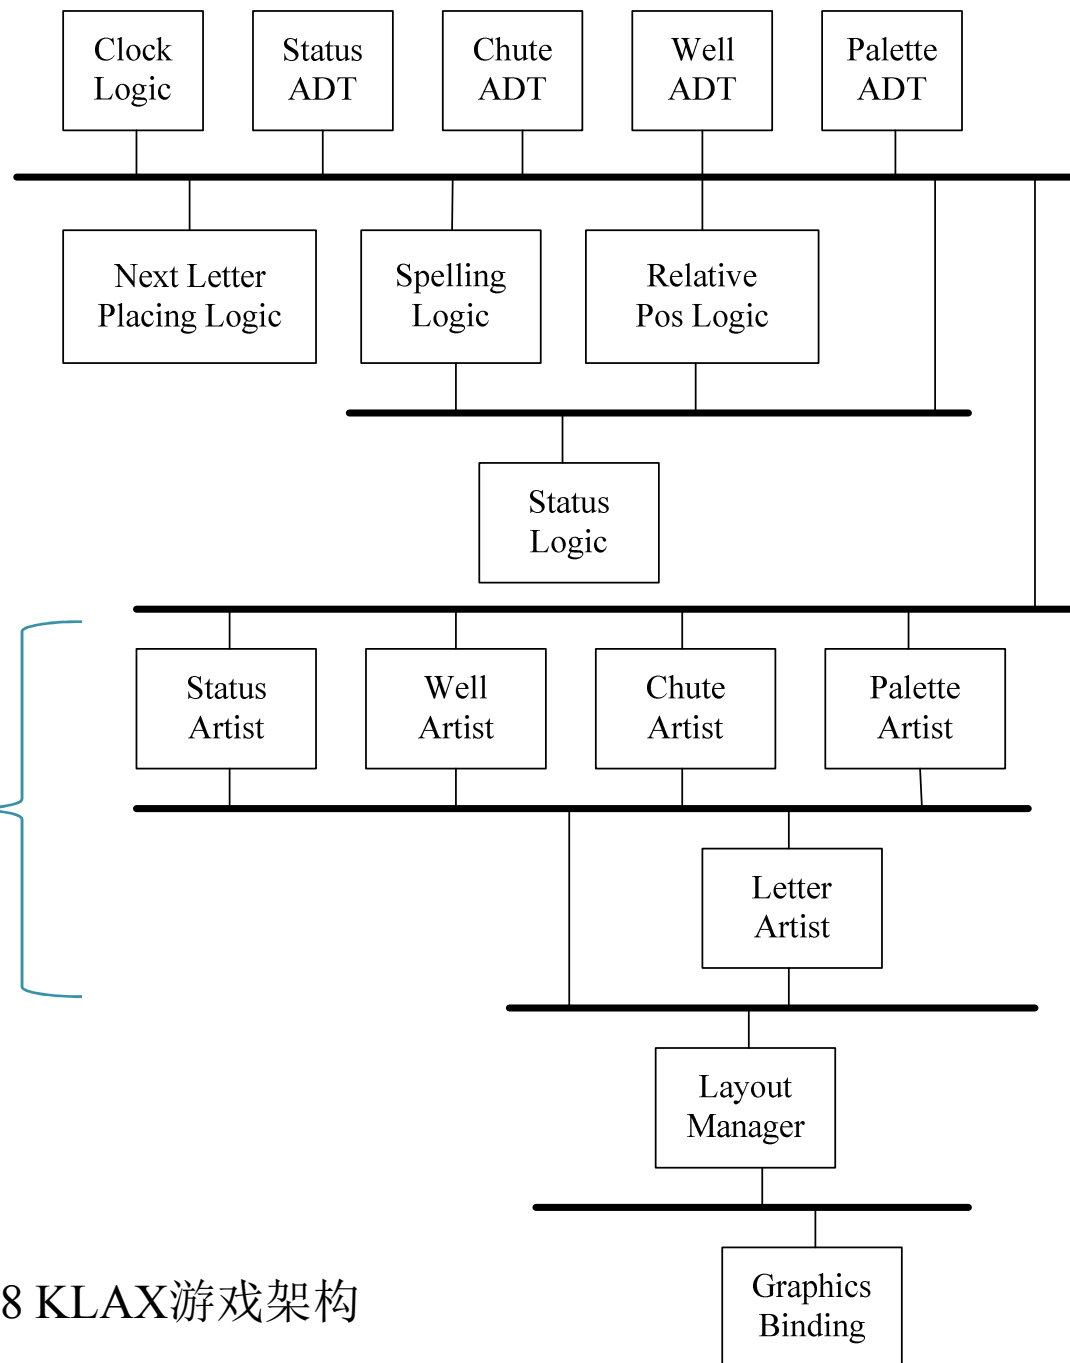 Clock
Logic
Status
ADT
Chute
ADT
Well
ADT
Palette
ADT
Next Letter
Placing Logic
Spelling
Logic
Relative
Pos Logic
Status
Logic
Status
Artist
Well
Artist
Chute
Artist
Palette
Artist
Letter
Artist
Layout
Manager
Graphics
Binding
8 KLAX游戏架构